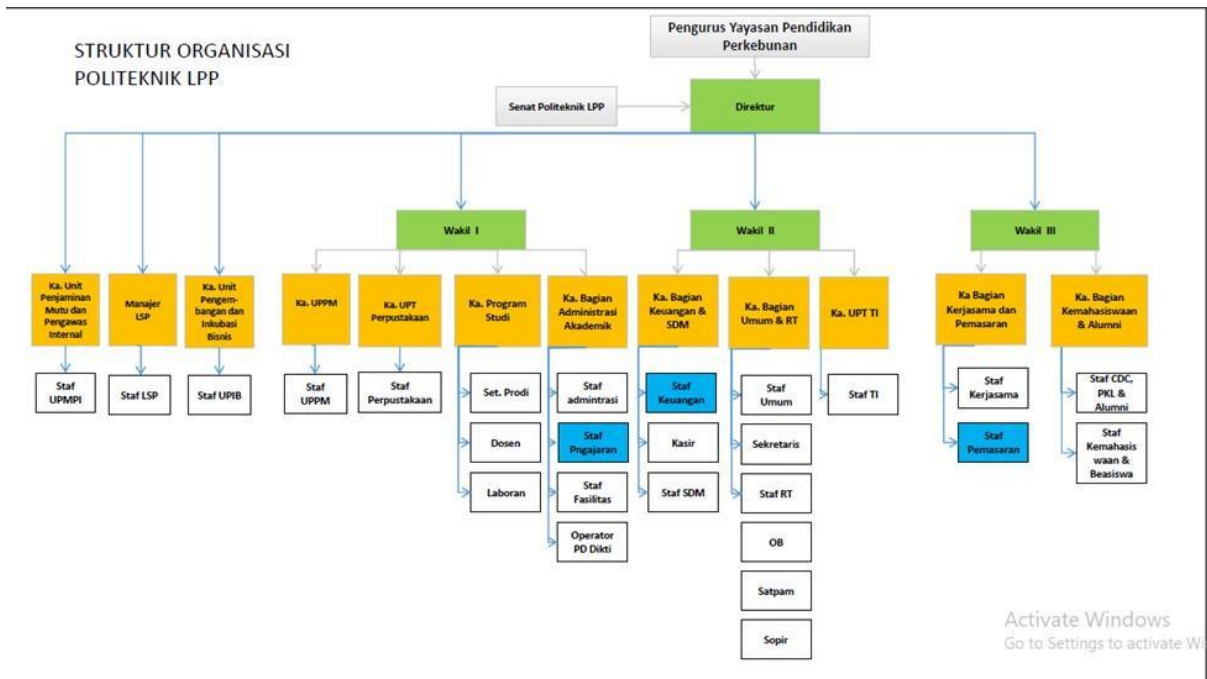 STRUKTUR ORGANISASI
POLITEKNIK LPP
Pengurus Yayasan Pendidikan
Perkebunan
Senat Politeknik LPP
Direktur
Wakil I
Wakil II
Wakil III
Ka. Unit
Penjaminan
Mutu dan
Pengawas
Internal
Manajer
LSP
Ka. Unit
Pengem-
bangan dan
Inkubasi
Bisnis
Ka. UPPM
Ka. UPT
Perpustakaan
Ka. Program
Studi
Ka. Bagian
Administrasi
Akademik
Ka. Bagian
Keuangan &
SDM
Ka. Bagian
Umum & RT
Ka. UPT TI
Ka Bagian
Kerjasama dan
Pemasaran
Ka. Bagian
Kemahasiswaan
& Alumni
Staf
UPMPI
Staf LSP
Staf UPIB
Staf
UPPM
Staf
Perpustakaan
Set. Prodi
Dosen
Laboran
Staf
admintrasi
Staf
Pngajaran
Staf
Fasilitas
Operator
PD Dikti
Staf
Keuangan
Kasir
Staf SDM
Staf
Umum
Sekretaris
Staf RT
OB
Satpam
Sopir
Staf TI
Staf
Kerjasama
Staf
Pemasaran
Staf CDC,
PKL &
Alumni
Staf
Kemahasis
waan &
Beasiswa
Activate Windows
Go to Settings to activate Wi